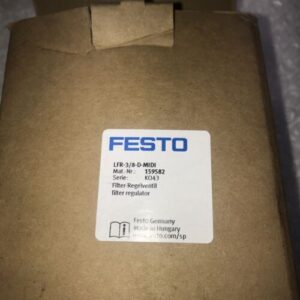 FESTO
LFR-3/8-D-MIDI
Mat.-Nr.: 159582
Serie: K043
Filter Regelventil
filter regulator
Festo Germany
made in Hungary
www.festo.com/sp